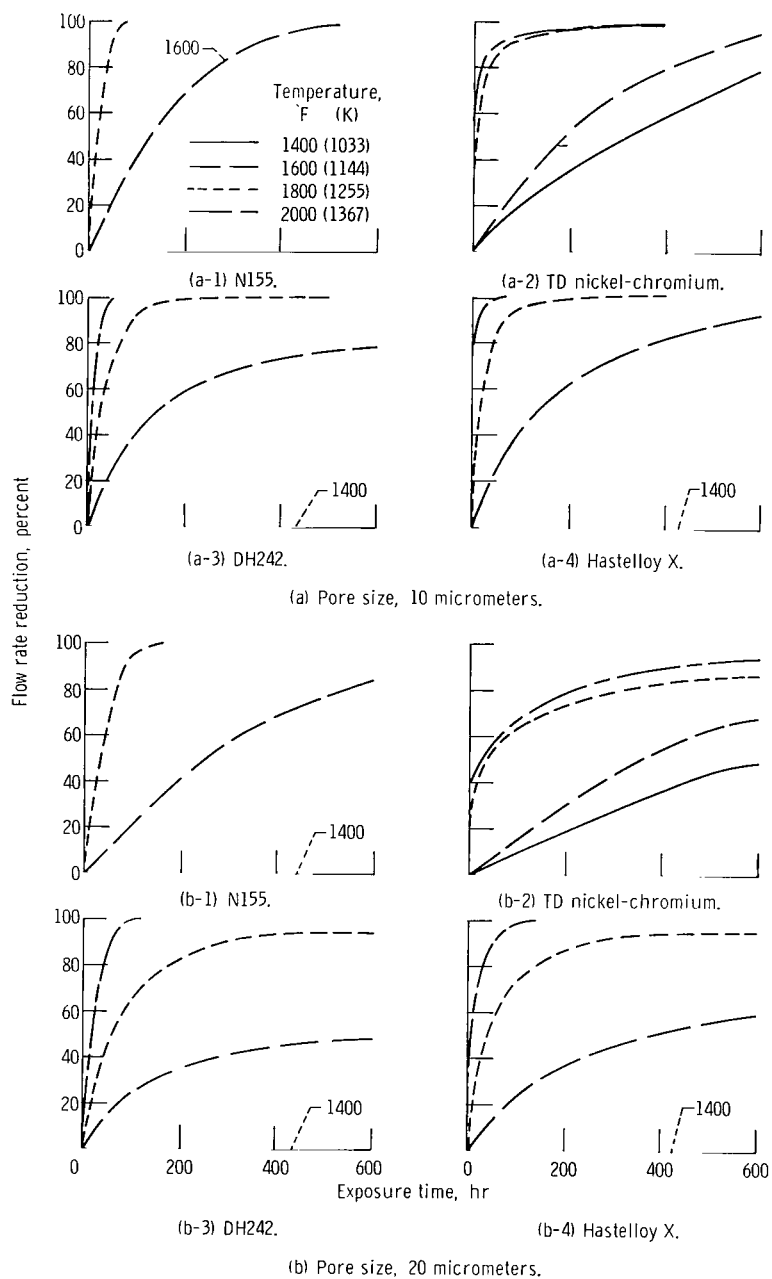 100
80
60
40
20
0
1600
Temperature,
°F (K)
1400 (1033)
1600 (1144)
1800 (1255)
2000 (1367)
(a-1) N155.
(a-2) TD nickel-chromium.
100
80
60
40
20
0
1400
1400
(a-3) DH242.
(a-4) Hastelloy X.
(a) Pore size, 10 micrometers.
Flow rate reduction, percent
100
80
60
40
20
0
1400
(b-1) N155.
(b-2) TD nickel-chromium.
100
80
60
40
20
1400
1400
0 200 400 600 0 200 400 600
Exposure time, hr
(b-3) DH242.
(b-4) Hastelloy X.
(b) Pore size, 20 micrometers.